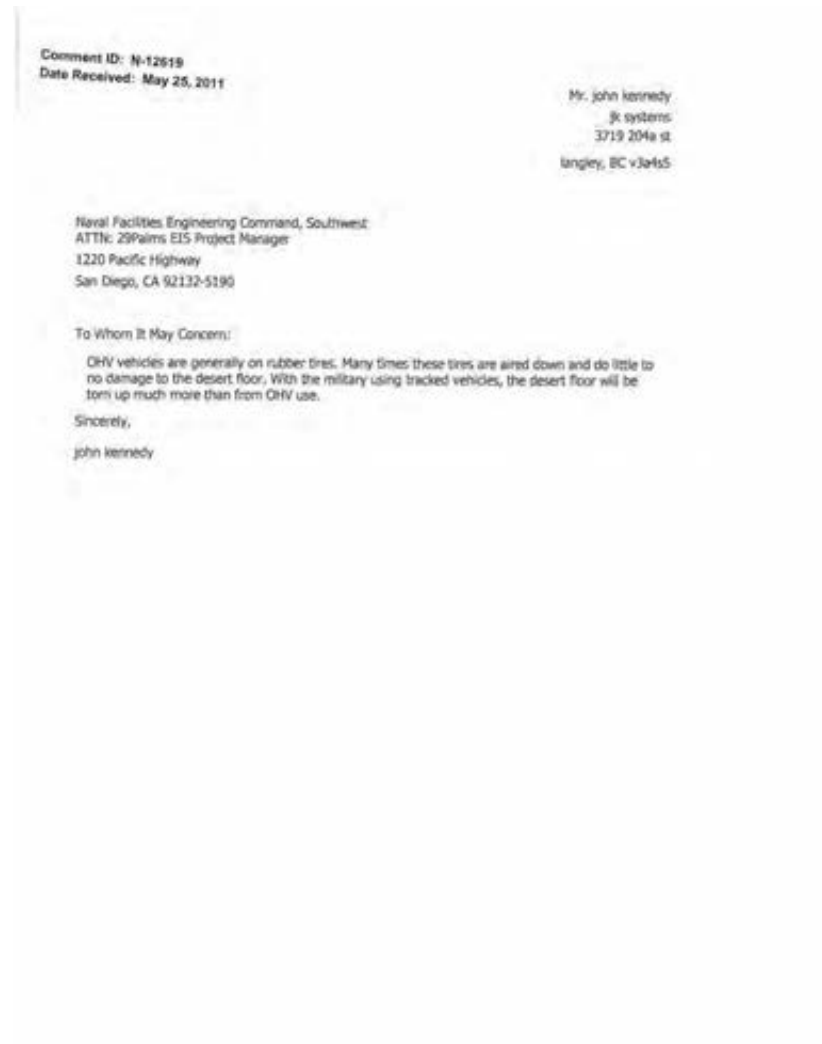 Comment ID: N-12619
Date Received: May 25, 2011
Mr. john kennedy
jk systems
3719 204a st
langley, BC v3a4s5
Naval Facilities Engineering Command, Southwest
ATTN: 29Palms EIS Project Manager
1220 Pacific Highway
San Diego, CA 92132-5190
To Whom It May Concern:
OHV vehicles are generally on rubber tires. Many times these tires are aired down and do little to
no damage to the desert floor. With the military using tracked vehicles, the desert floor will be
torn up much more than from OHV use.
Sincerely,
john kennedy